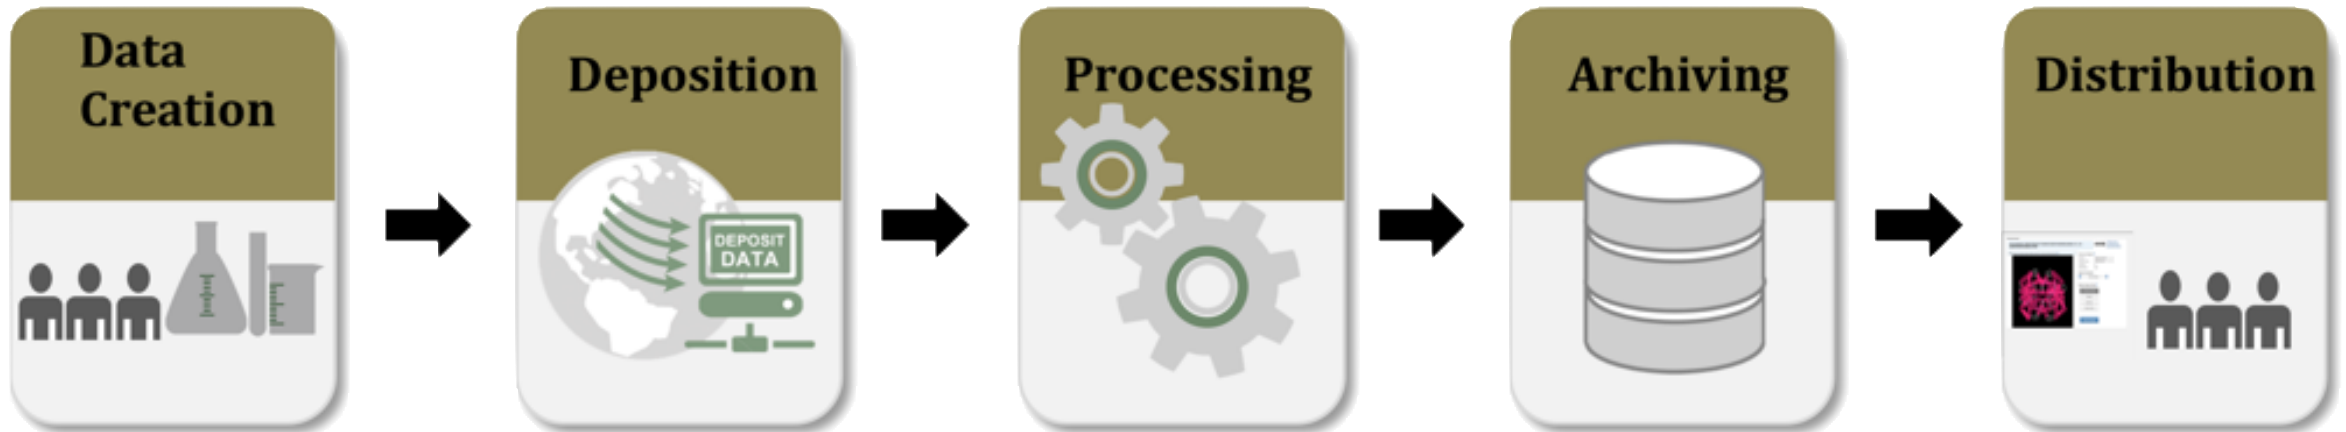 Data
Creation
Deposition
DEPOSIT
DATA
Processing
Archiving
Distribution